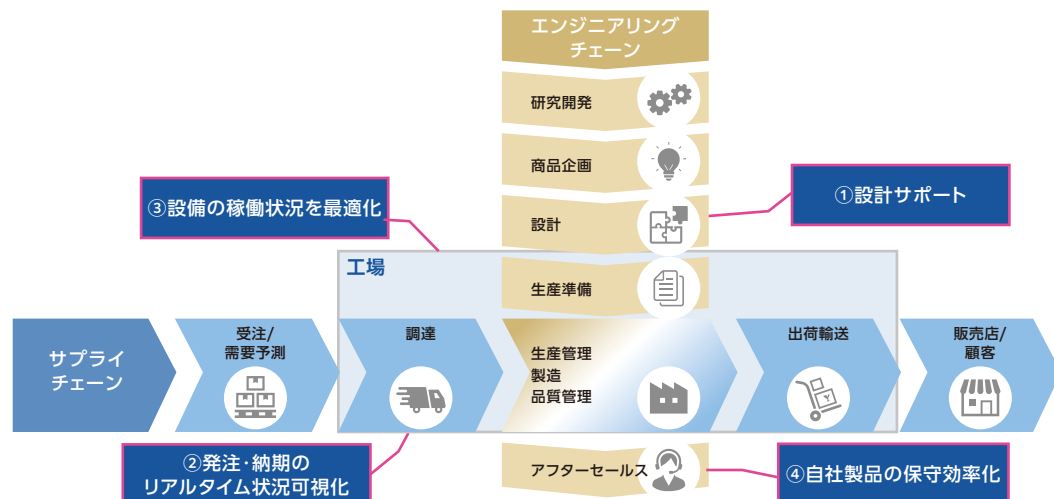 エンジニアリング
チェーン
研究開発
商品企画
③設備の稼働状況を最適化
①設計サポート
設計
工場
生産準備
サプライ
チェーン
受注/
需要予測
調達
生産管理
製造
品質管理
出荷輸送
販売店/
顧客
②発注・納期の
リアルタイム状況可視化
アフターセールス
④自社製品の保守効率化